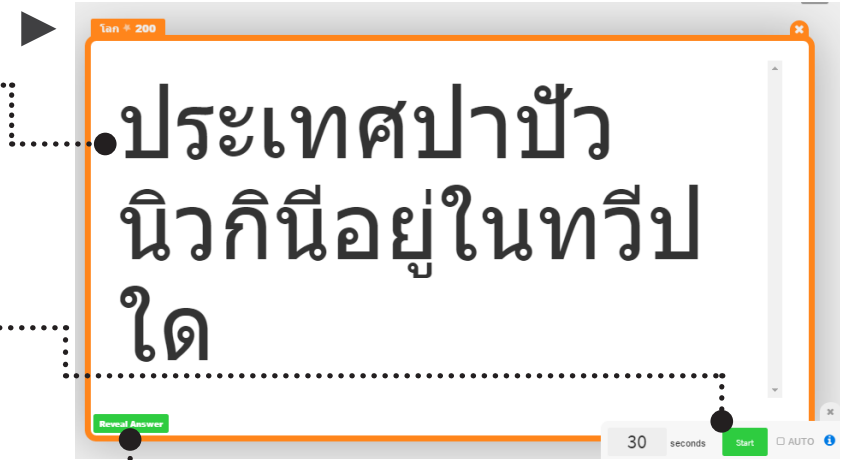 โลก * 200
ประเทศปาปัว
นิวกินีอยู่ในทวีป
ใด
Reveal Answer
30 seconds Start AUTO